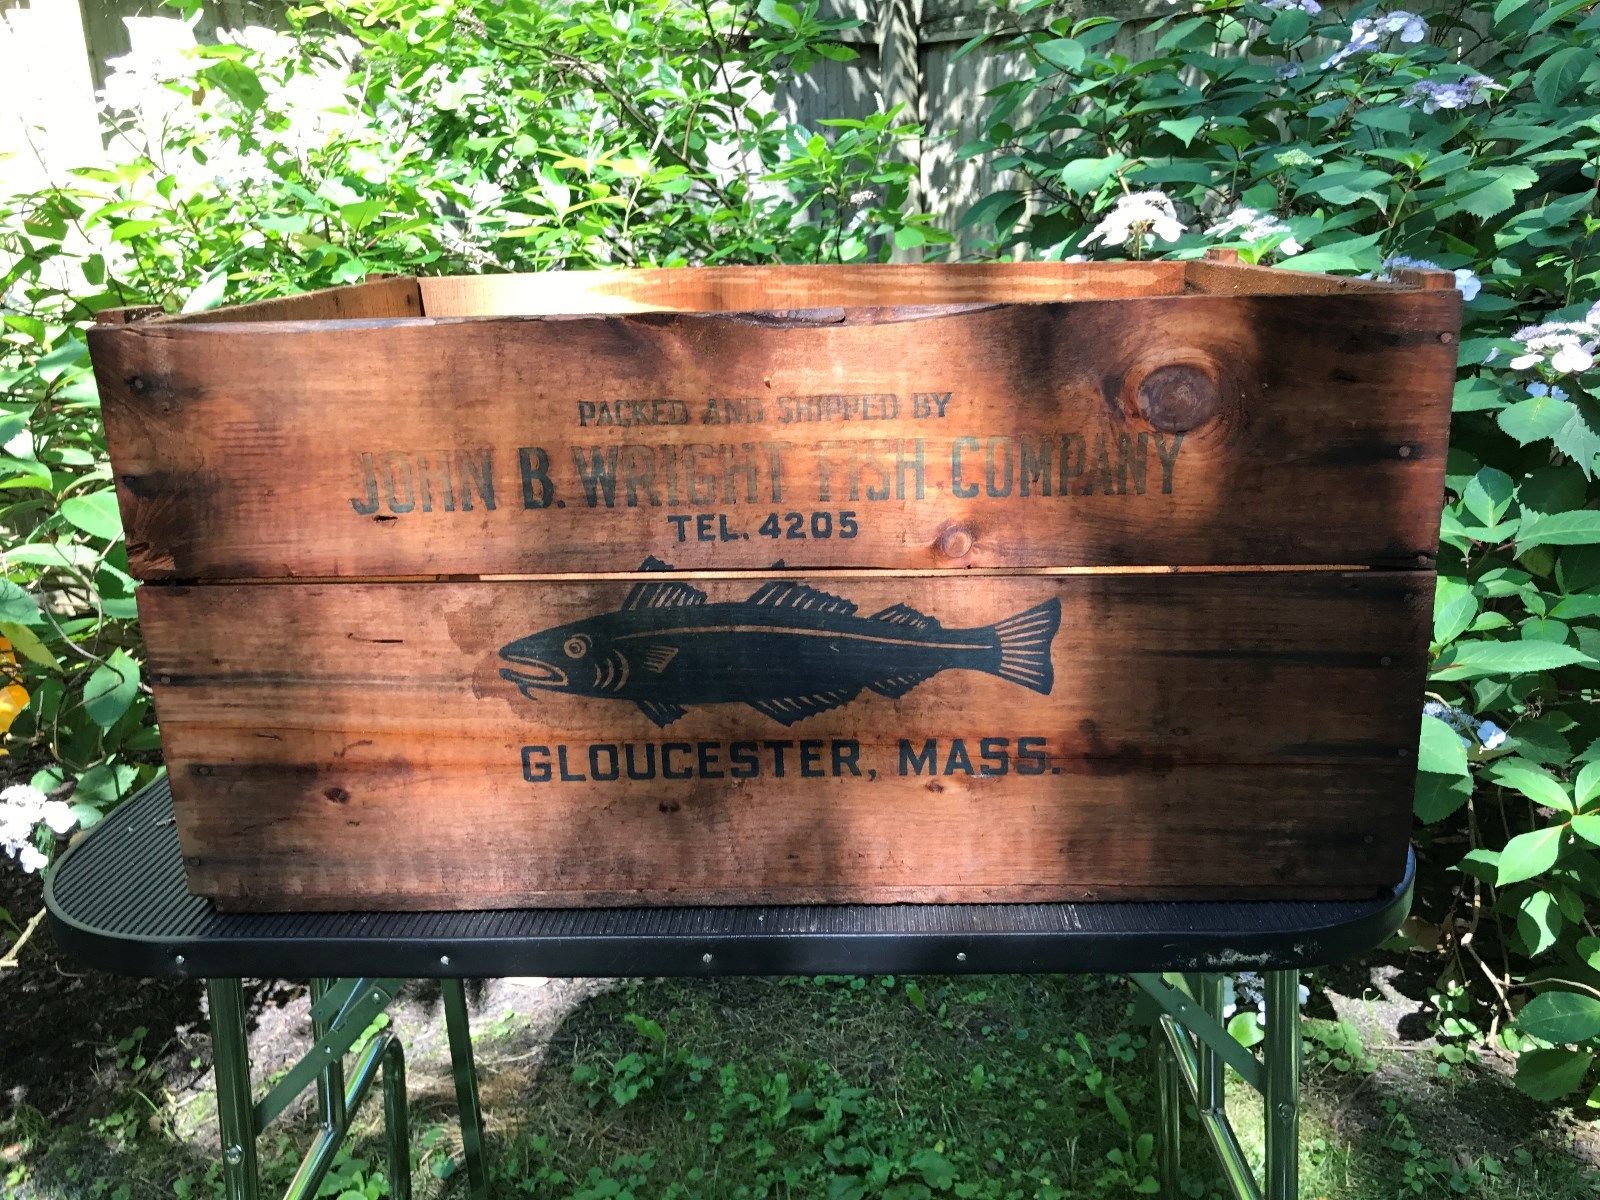 PACKED AND SHIPPED BY
JOHN B. WRIGHT FISH COMPANY
TEL. 4205
GLOUCESTER, MASS.